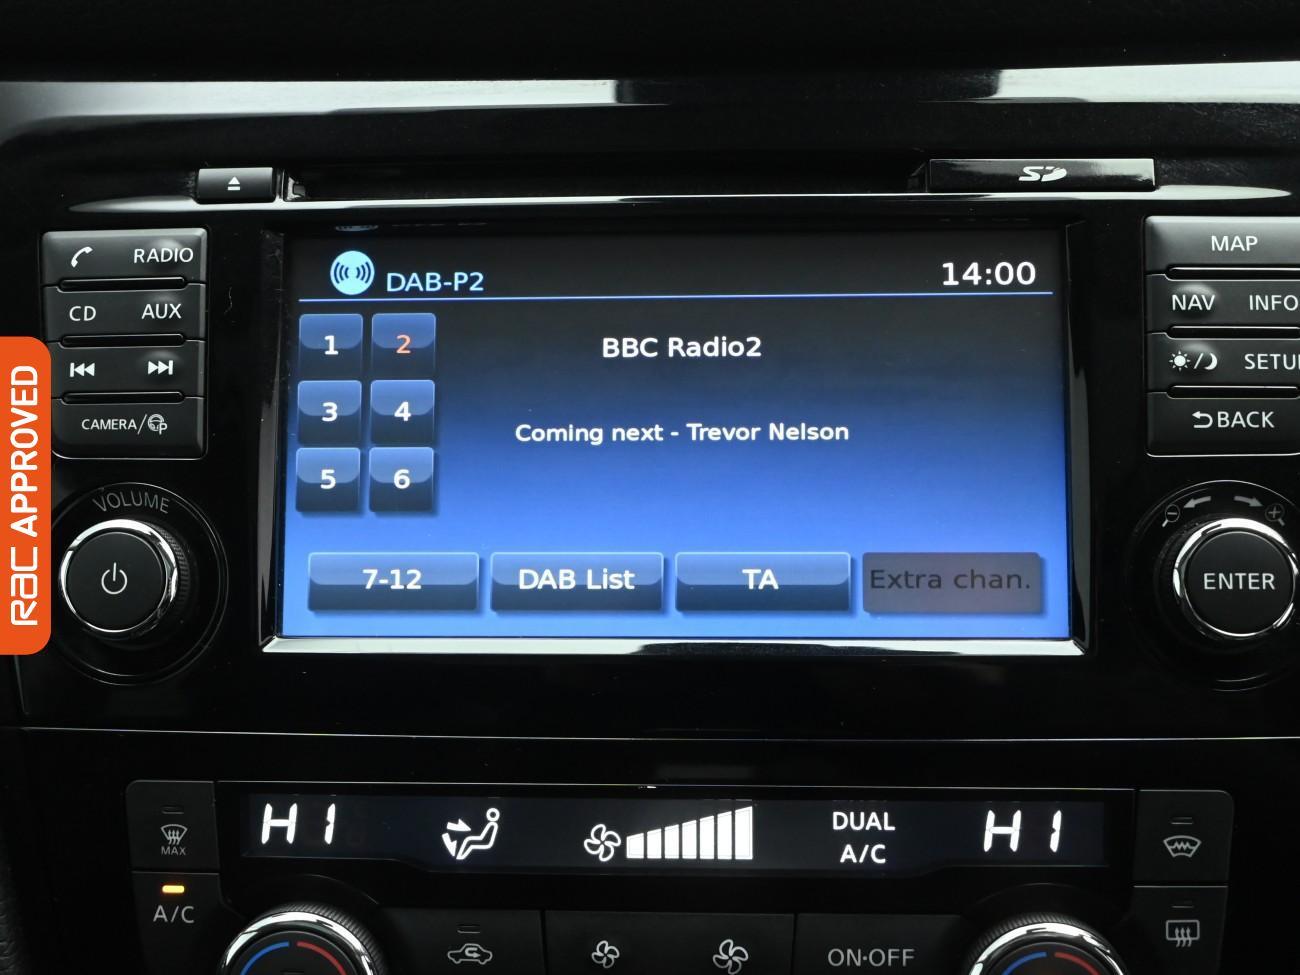 SD
RADIO
CD AUX
CAMERA/
VOLUME
DAB-P2
14:00
1 2
3 4
5 6
BBC Radio2
Coming next - Trevor Nelson
7-12 DAB List TA Extra chan.
MAP
NAV INFO
SETU
BACK
ENTER
RAC APPROVED
MAX
A/C
HI
DUAL
A/C
HI
ON·OFF